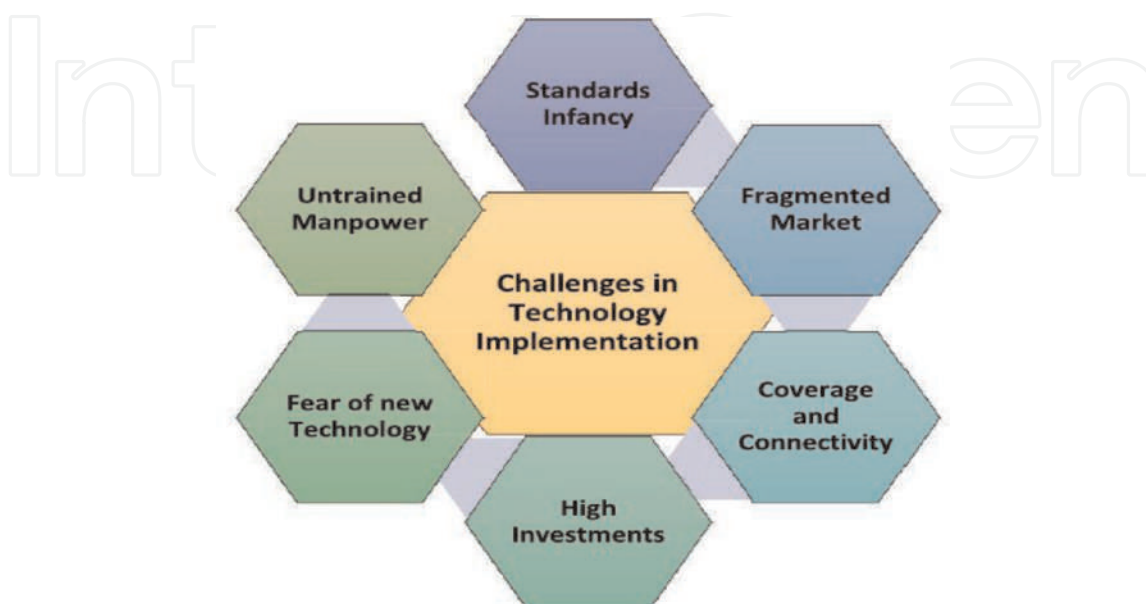 Standards
Infancy
Untrained
Manpower
Fragmented
Market
Challenges in
Technology
Implementation
Fear of new
Technology
Coverage
and
Connectivity
High
Investments